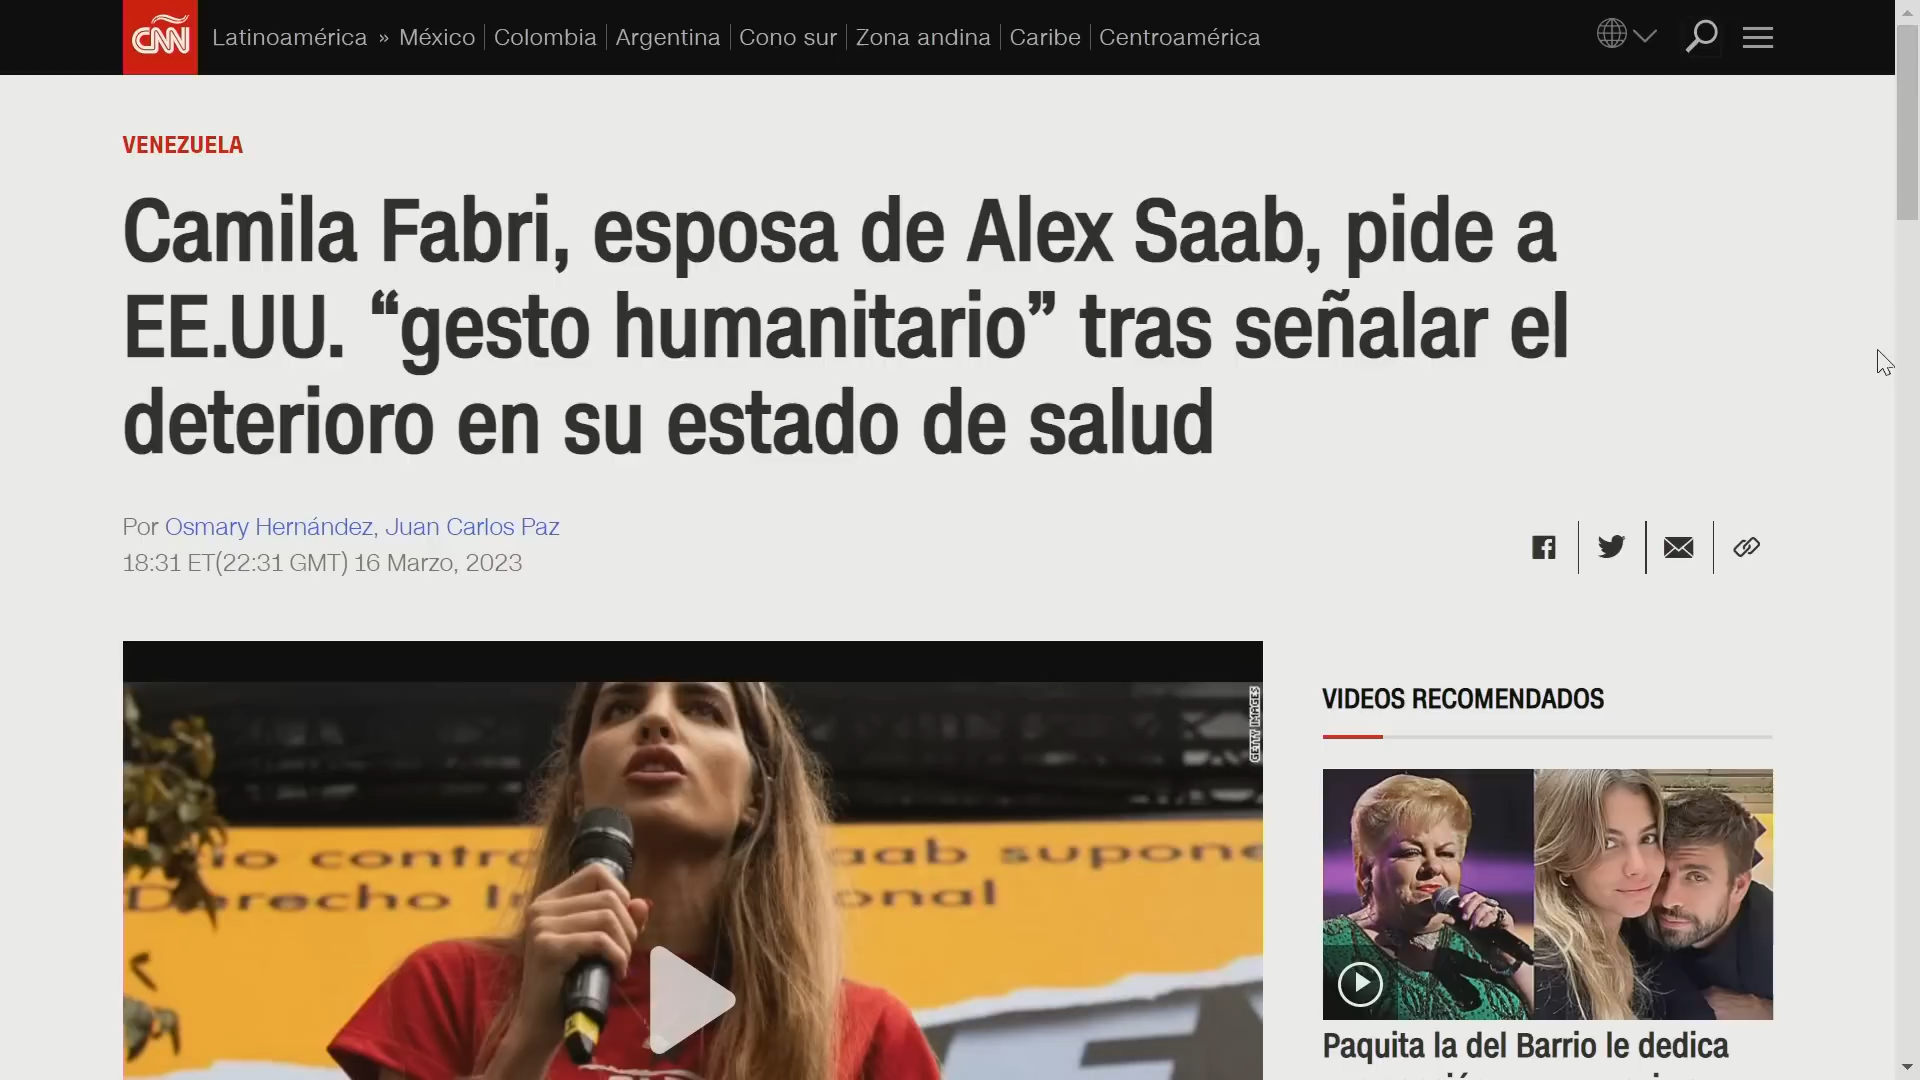 CNN
Latinoamérica » México Colombia Argentina Cono sur Zona andina Caribe Centroamérica
VENEZUELA
Camila Fabri, esposa de Alex Saab, pide a
EE.UU. “gesto humanitario” tras señalar el
deterioro en su estado de salud
Por Osmary Hernández, Juan Carlos Paz
18:31 ET(22:31 GMT) 16 Marzo, 2023
GETTY IMAGES
aab supone
Derecho
VIDEOS RECOMENDADOS
Paquita la del Barrio le dedica